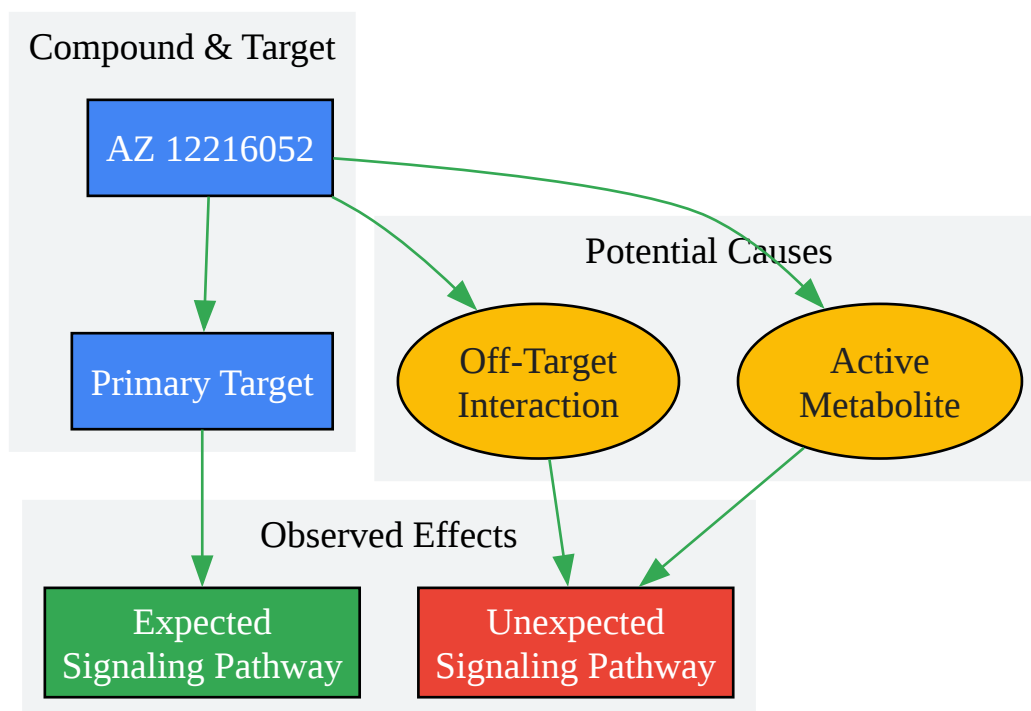 Compound & Target
AZ 12216052
Potential Causes
Primary Target
Off-Target
Interaction
Active
Metabolite
Observed Effects
Expected
Signaling Pathway
Unexpected
Signaling Pathway